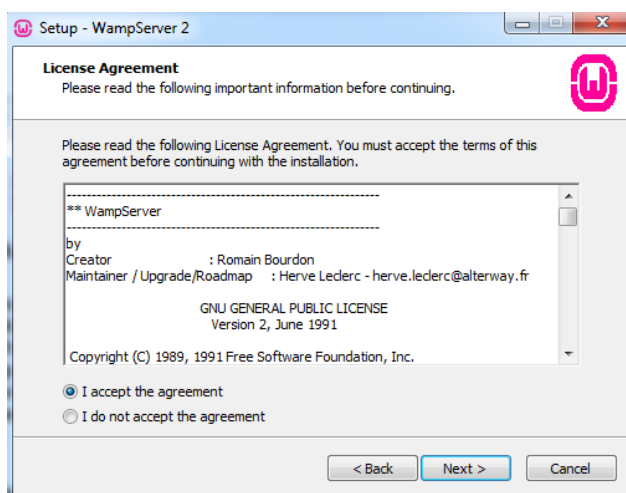 Setup - WampServer 2
License Agreement
Please read the following important information before continuing.
Please read the following License Agreement. You must accept the terms of this
agreement before continuing with the installation.
------------------------------------------------------------
** WampServer
------------------------------------------------------------
by
Creator : Romain Bourdon
Maintainer / Upgrade/Roadmap : Herve Leclerc - herve.leclerc@alterway.fr
GNU GENERAL PUBLIC LICENSE
Version 2, June 1991
Copyright (C) 1989, 1991 Free Software Foundation, Inc.
I accept the agreement
I do not accept the agreement
< Back Next > Cancel